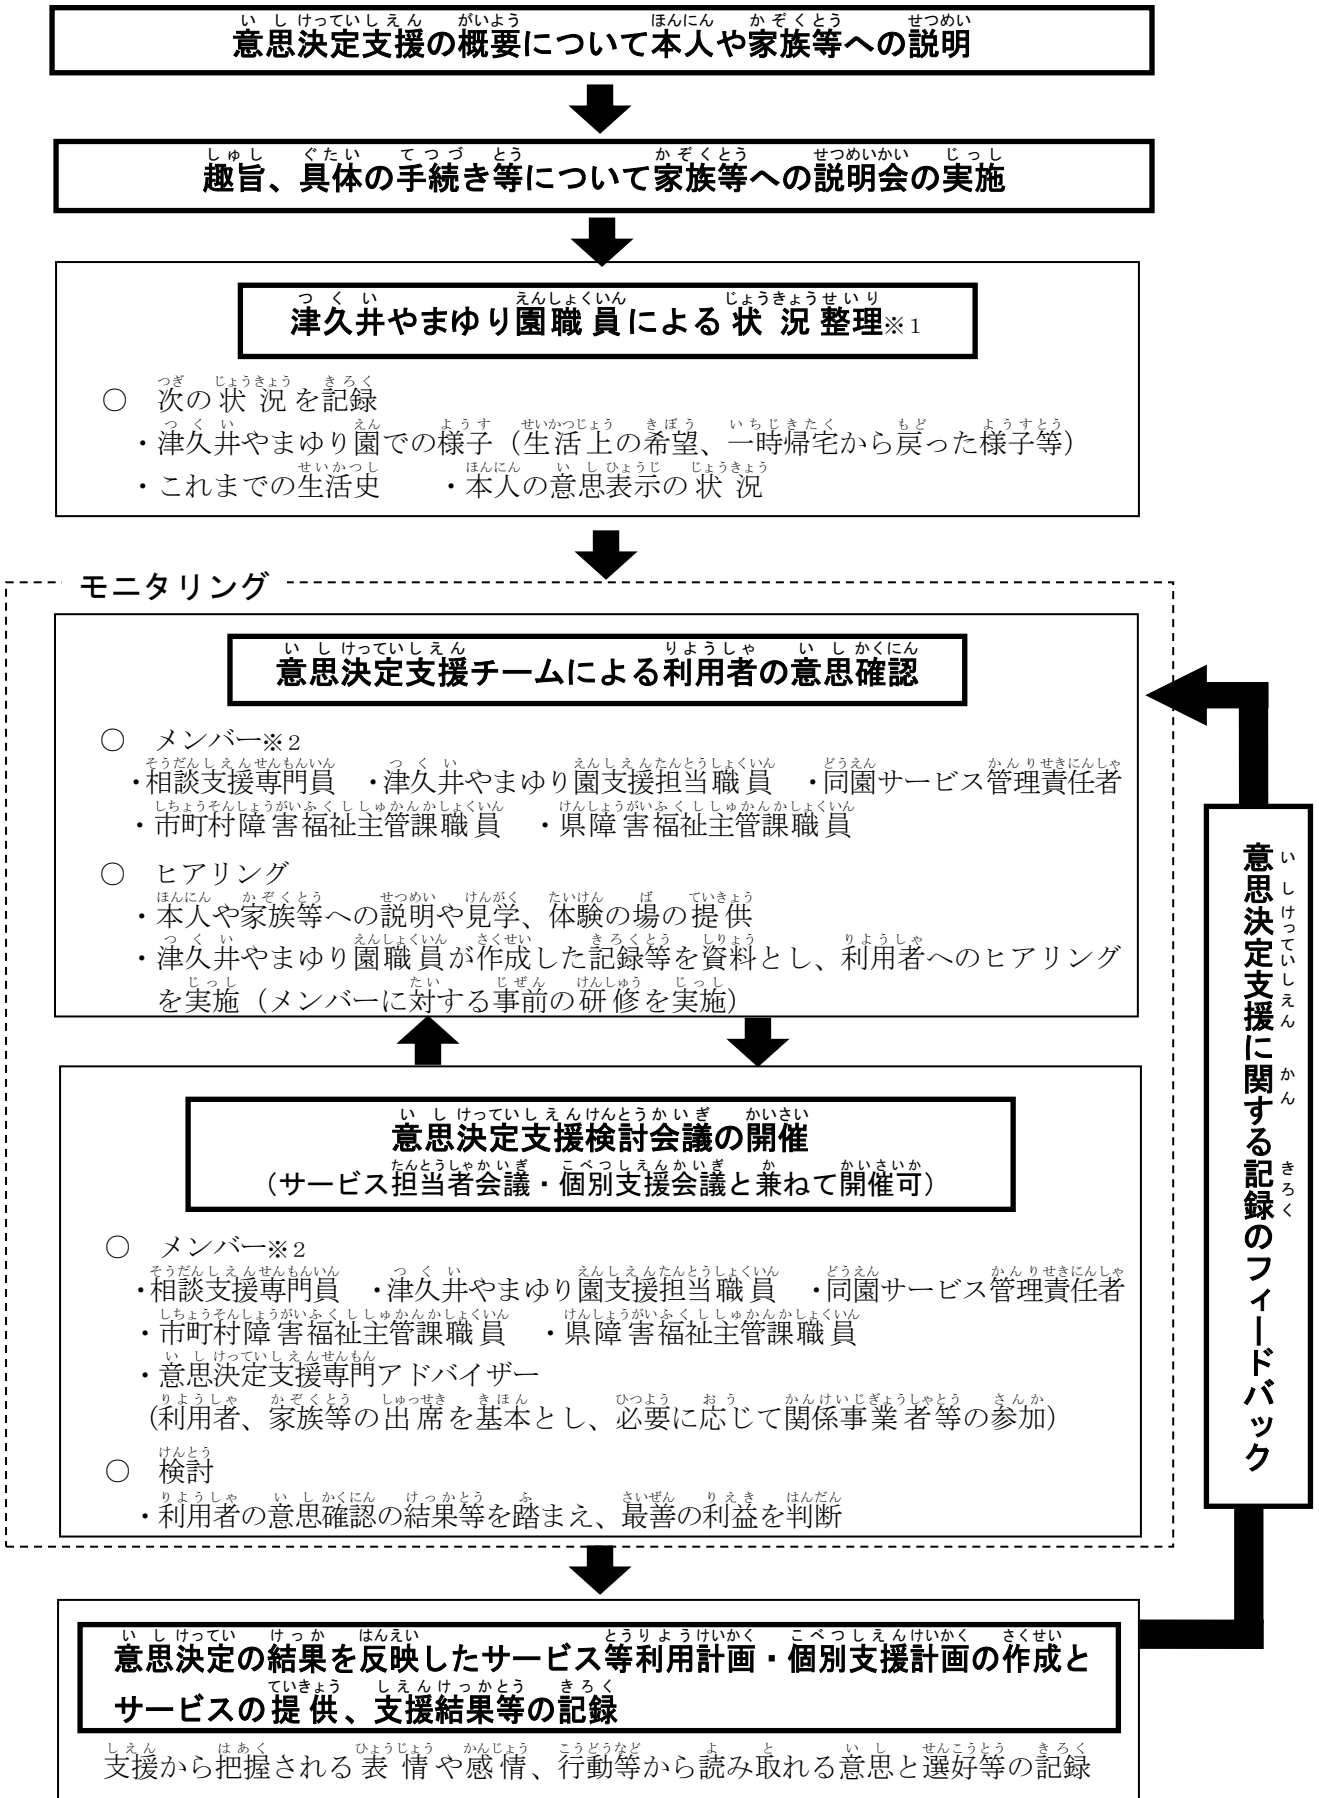 意思決定支援の概要について本人や家族等への説明
趣旨、具体の手続き等について家族等への説明会の実施
津久井やまゆり園職員による状況整理※1
○　次の状況を記録
・津久井やまゆり園での様子（生活上の希望、一時帰宅から戻った様子等）
・これまでの生活史　・本人の意思表示の状況
モニタリング
意思決定支援チームによる利用者の意思確認
○　メンバー※2
・相談支援専門員　・津久井やまゆり園支援担当職員　・同園サービス管理責任者
・市町村障害福祉主管課職員　・県障害福祉主管課職員
○　ヒアリング
・本人や家族等への説明や見学、体験の場の提供
・津久井やまゆり園職員が作成した記録等を資料とし、利用者へのヒアリング
を実施（メンバーに対する事前の研修を実施）
意思決定支援検討会議の開催
（サービス担当者会議・個別支援会議と兼ねて開催可）
○　メンバー※2
・相談支援専門員　・津久井やまゆり園支援担当職員　・同園サービス管理責任者
・市町村障害福祉主管課職員　・県障害福祉主管課職員
・意思決定支援専門アドバイザー
（利用者、家族等の出席を基本とし、必要に応じて関係事業者等の参加）
○　検討
・利用者の意思確認の結果等を踏まえ、最善の利益を判断
意思決定の結果を反映したサービス等利用計画・個別支援計画の作成と
サービスの提供、支援結果等の記録
支援から把握される表情や感情、行動等から読み取れる意思と選好等の記録
意思決定支援に関する記録のフィードバック